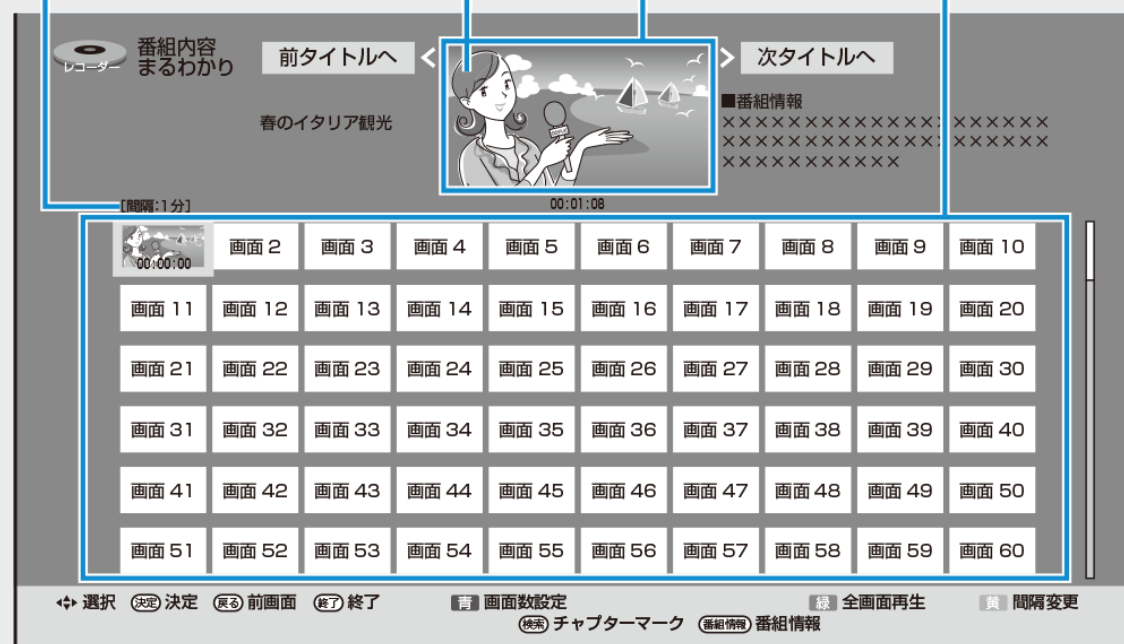 番組内容
まるわかり
レコーダー
前タイトルへ
次タイトルへ
春のイタリア観光
■番組情報
×××××××××××××××××××
×××××××××××××××××××
×××××××××××
[間隔:1分]
00:01:08
00:00:00 画面 2 画面 3 画面 4 画面 5 画面 6 画面 7 画面 8 画面 9 画面 10
画面 11 画面 12 画面 13 画面 14 画面 15 画面 16 画面 17 画面 18 画面 19 画面 20
画面 21 画面 22 画面 23 画面 24 画面 25 画面 26 画面 27 画面 28 画面 29 画面 30
画面 31 画面 32 画面 33 画面 34 画面 35 画面 36 画面 37 画面 38 画面 39 画面 40
画面 41 画面 42 画面 43 画面 44 画面 45 画面 46 画面 47 画面 48 画面 49 画面 50
画面 51 画面 52 画面 53 画面 54 画面 55 画面 56 画面 57 画面 58 画面 59 画面 60
選択 決定 決定 戻る 前画面 終了 終了 青 画面数設定 緑 全画面再生 黄 間隔変更
検索 チャプターマーク 番組情報 番組情報